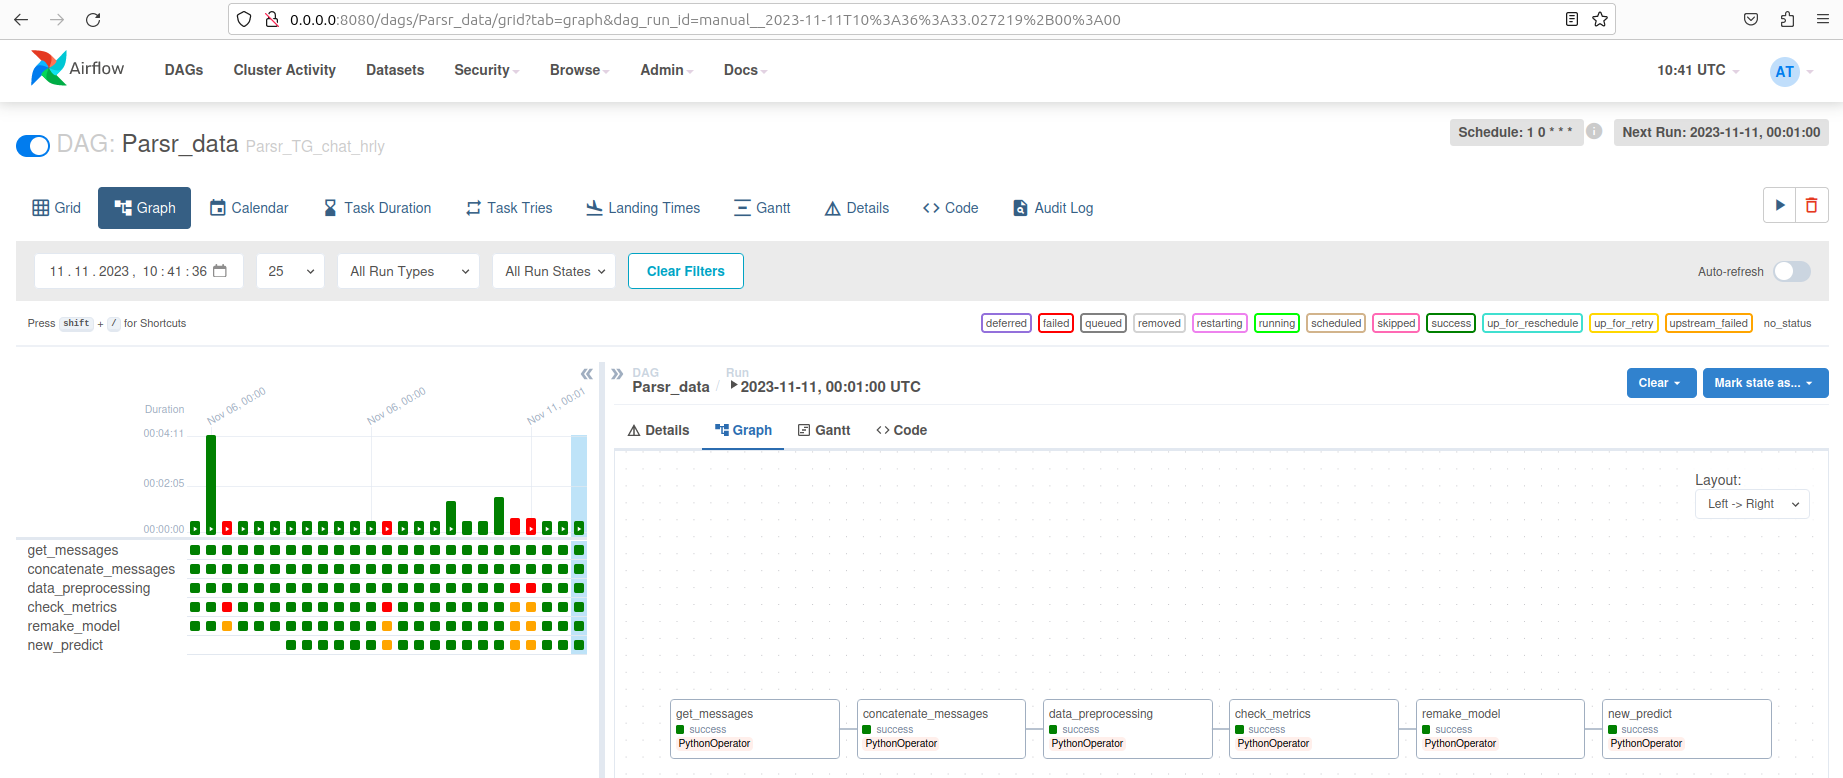 0.0.0.0:8080/dags/Parsr_data/grid?tab=graph&dag_run_id=manual__2023-11-11T10%3A36%3A33.027219%2B00%3A00
Airflow DAGs Cluster Activity Datasets Security Browse Admin Docs 10:41 UTC AT
DAG: Parsr_data Parsr_TG_chat_hrly
Schedule: 1 0 * * * i Next Run: 2023-11-11, 00:01:00
Grid Graph Calendar Task Duration Task Tries Landing Times Gantt Details Code Audit Log
11 . 11 . 2023 , 10 : 41 : 36 25 All Run Types All Run States Clear Filters Auto-refresh
Press shift + / for Shortcuts
deferred failed queued removed restarting running scheduled skipped success up_for_reschedule up_for_retry upstream_failed no_status
Duration
Nov 06, 00:00
Nov 06, 00:00
Nov 11, 00:01
00:04:11
00:02:05
00:00:00
get_messages
concatenate_messages
data_preprocessing
check_metrics
remake_model
new_predict
DAG Run
Parsr_data / 2023-11-11, 00:01:00 UTC
Clear Mark state as...
Details Graph Gantt Code
Layout:
Left -> Right
get_messages
success
PythonOperator
concatenate_messages
success
PythonOperator
data_preprocessing
success
PythonOperator
check_metrics
success
PythonOperator
remake_model
success
PythonOperator
new_predict
success
PythonOperator